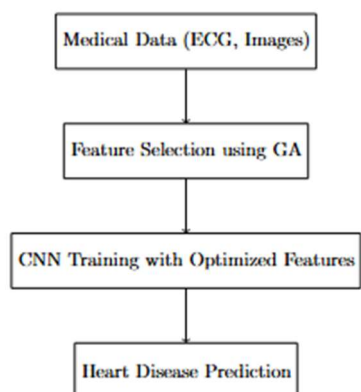 Medical Data (ECG, Images)
Feature Selection using GA
CNN Training with Optimized Features
Heart Disease Prediction